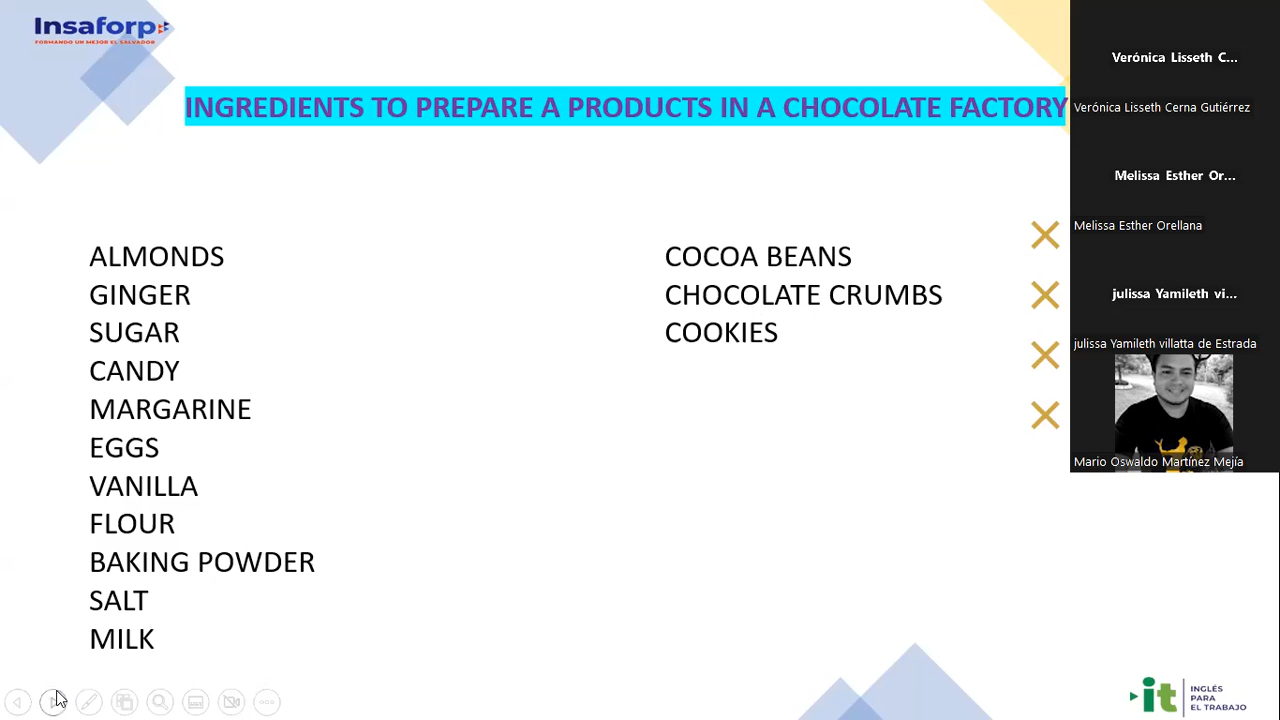 Insaforp
FORMANDO UN MEJOR EL SALVADOR
INGREDIENTS TO PREPARE A PRODUCTS IN A CHOCOLATE FACTORY
ALMONDS
GINGER
SUGAR
CANDY
MARGARINE
EGGS
VANILLA
FLOUR
BAKING POWDER
SALT
MILK
COCOA BEANS
CHOCOLATE CRUMBS
COOKIES
Verónica Lisseth C...
Verónica Lisseth Cerna Gutiérrez
Melissa Esther Or...
Melissa Esther Orellana
julissa Yamileth vi...
julissa Yamileth villatta de Estrada
Mario Oswaldo Martínez Mejía
it
INGLÉS
PARA
EL TRABAJO